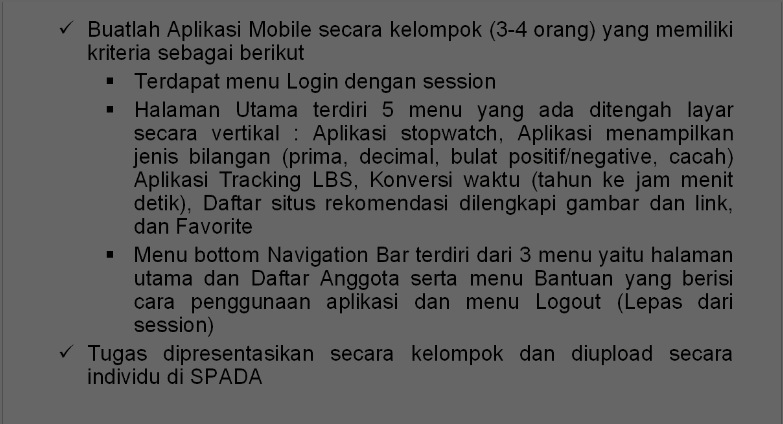 ✓ Buatlah Aplikasi Mobile secara kelompok (3-4 orang) yang memiliki
kriteria sebagai berikut
▪ Terdapat menu Login dengan session
▪ Halaman Utama terdiri 5 menu yang ada ditengah layar
secara vertikal : Aplikasi stopwatch, Aplikasi menampilkan
jenis bilangan (prima, decimal, bulat positif/negative, cacah)
Aplikasi Tracking LBS, Konversi waktu (tahun ke jam menit
detik), Daftar situs rekomendasi dilengkapi gambar dan link,
dan Favorite
▪ Menu bottom Navigation Bar terdiri dari 3 menu yaitu halaman
utama dan Daftar Anggota serta menu Bantuan yang berisi
cara penggunaan aplikasi dan menu Logout (Lepas dari
session)
✓ Tugas dipresentasikan secara kelompok dan diupload secara
individu di SPADA